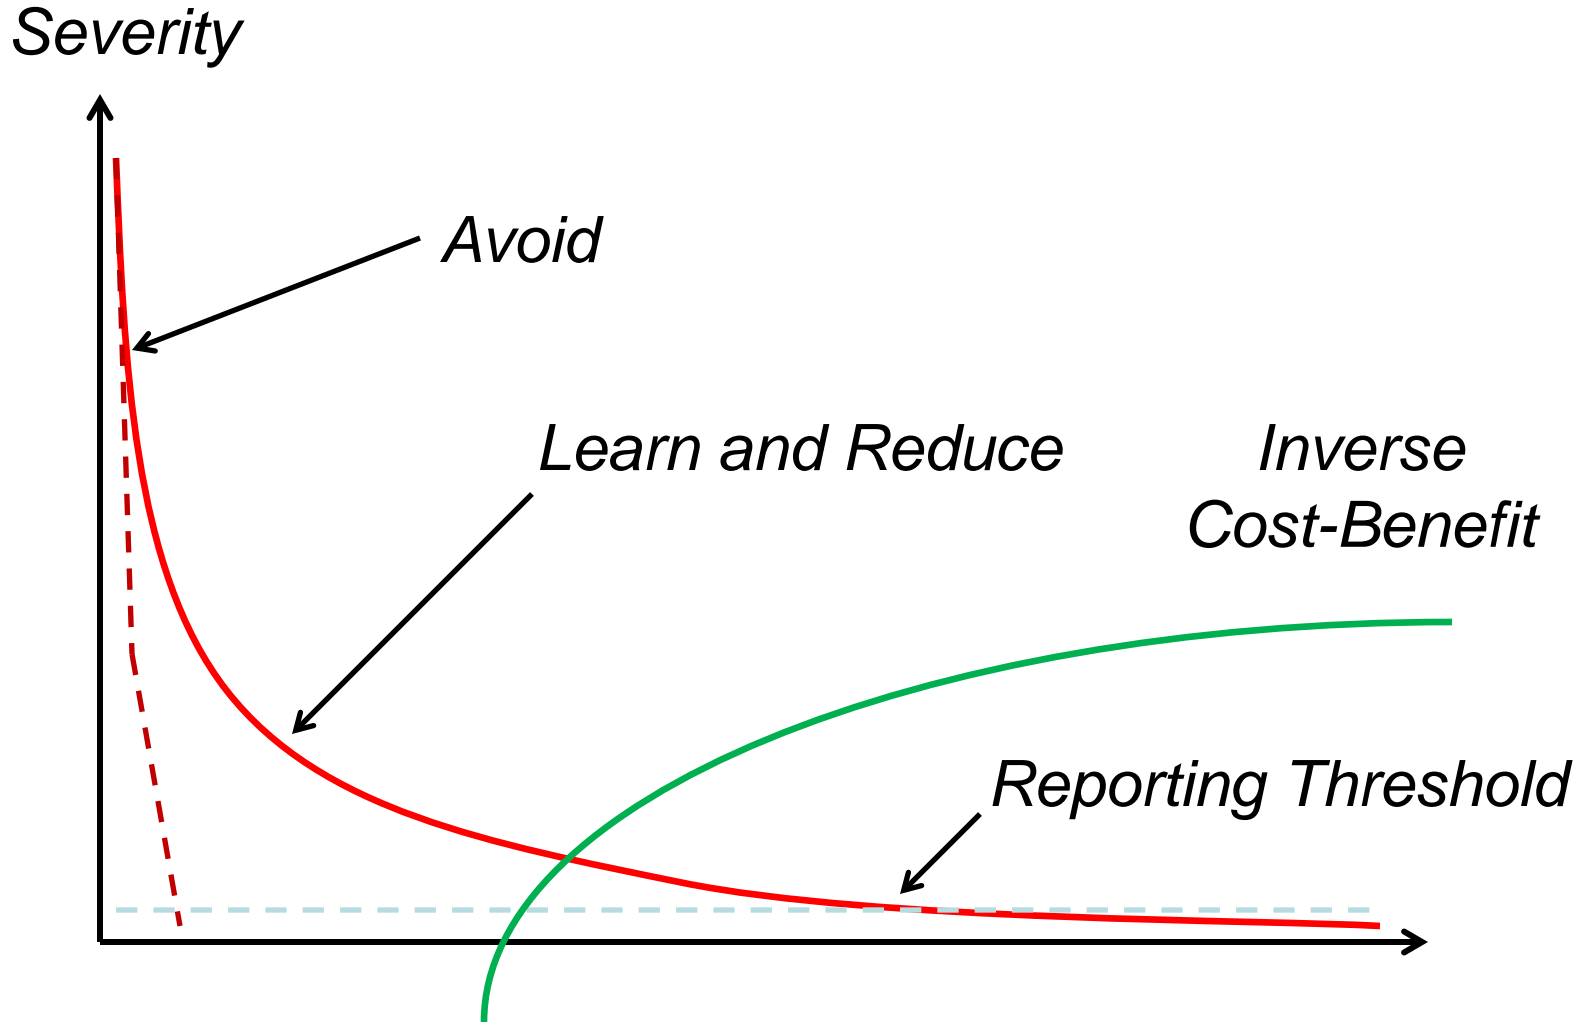 Severity
Avoid
Learn and Reduce
Inverse
Cost-Benefit
Reporting Threshold